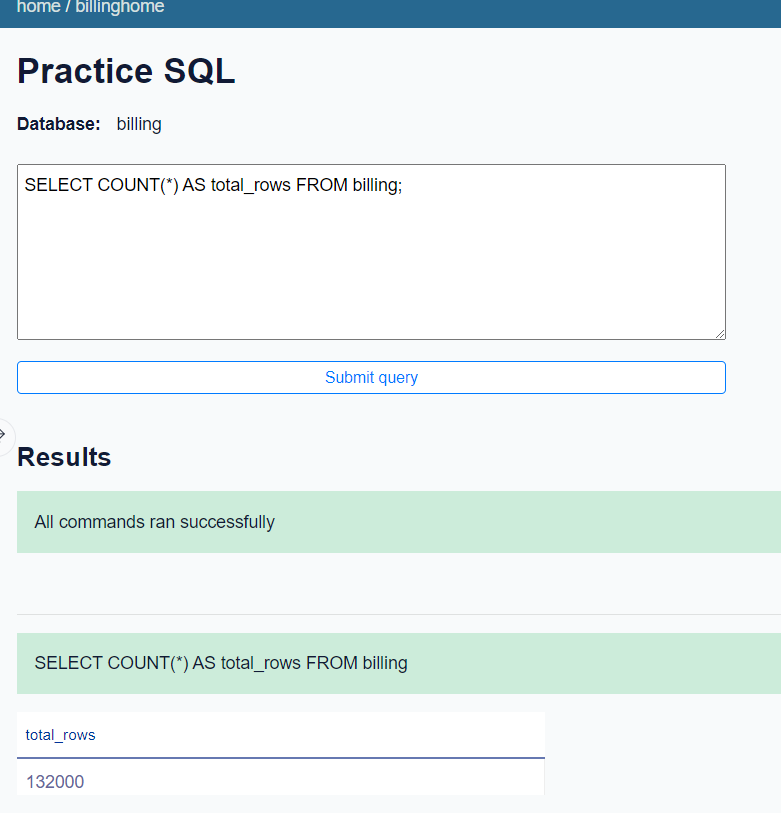 home / billinghome
Practice SQL
Database: billing
SELECT COUNT(*) AS total_rows FROM billing;
Submit query
Results
All commands ran successfully
SELECT COUNT(*) AS total_rows FROM billing
total_rows
132000